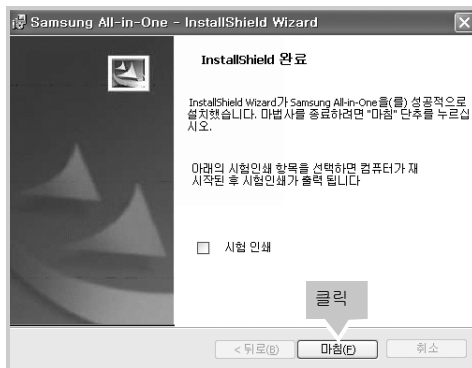 Samsung All-in-One - InstallShield Wizard
InstallShield 완료
InstallShield Wizard가 Samsung All-in-One을(를) 성공적으로
설치했습니다. 마법사를 종료하려면 "마침" 단추를 누르십
시오.
아래의 시험인쇄 항목을 선택하면 컴퓨터가 재
시작된 후 시험인쇄가 출력 됩니다
시험 인쇄
클릭
< 뒤로(B) 마침(F) 취소